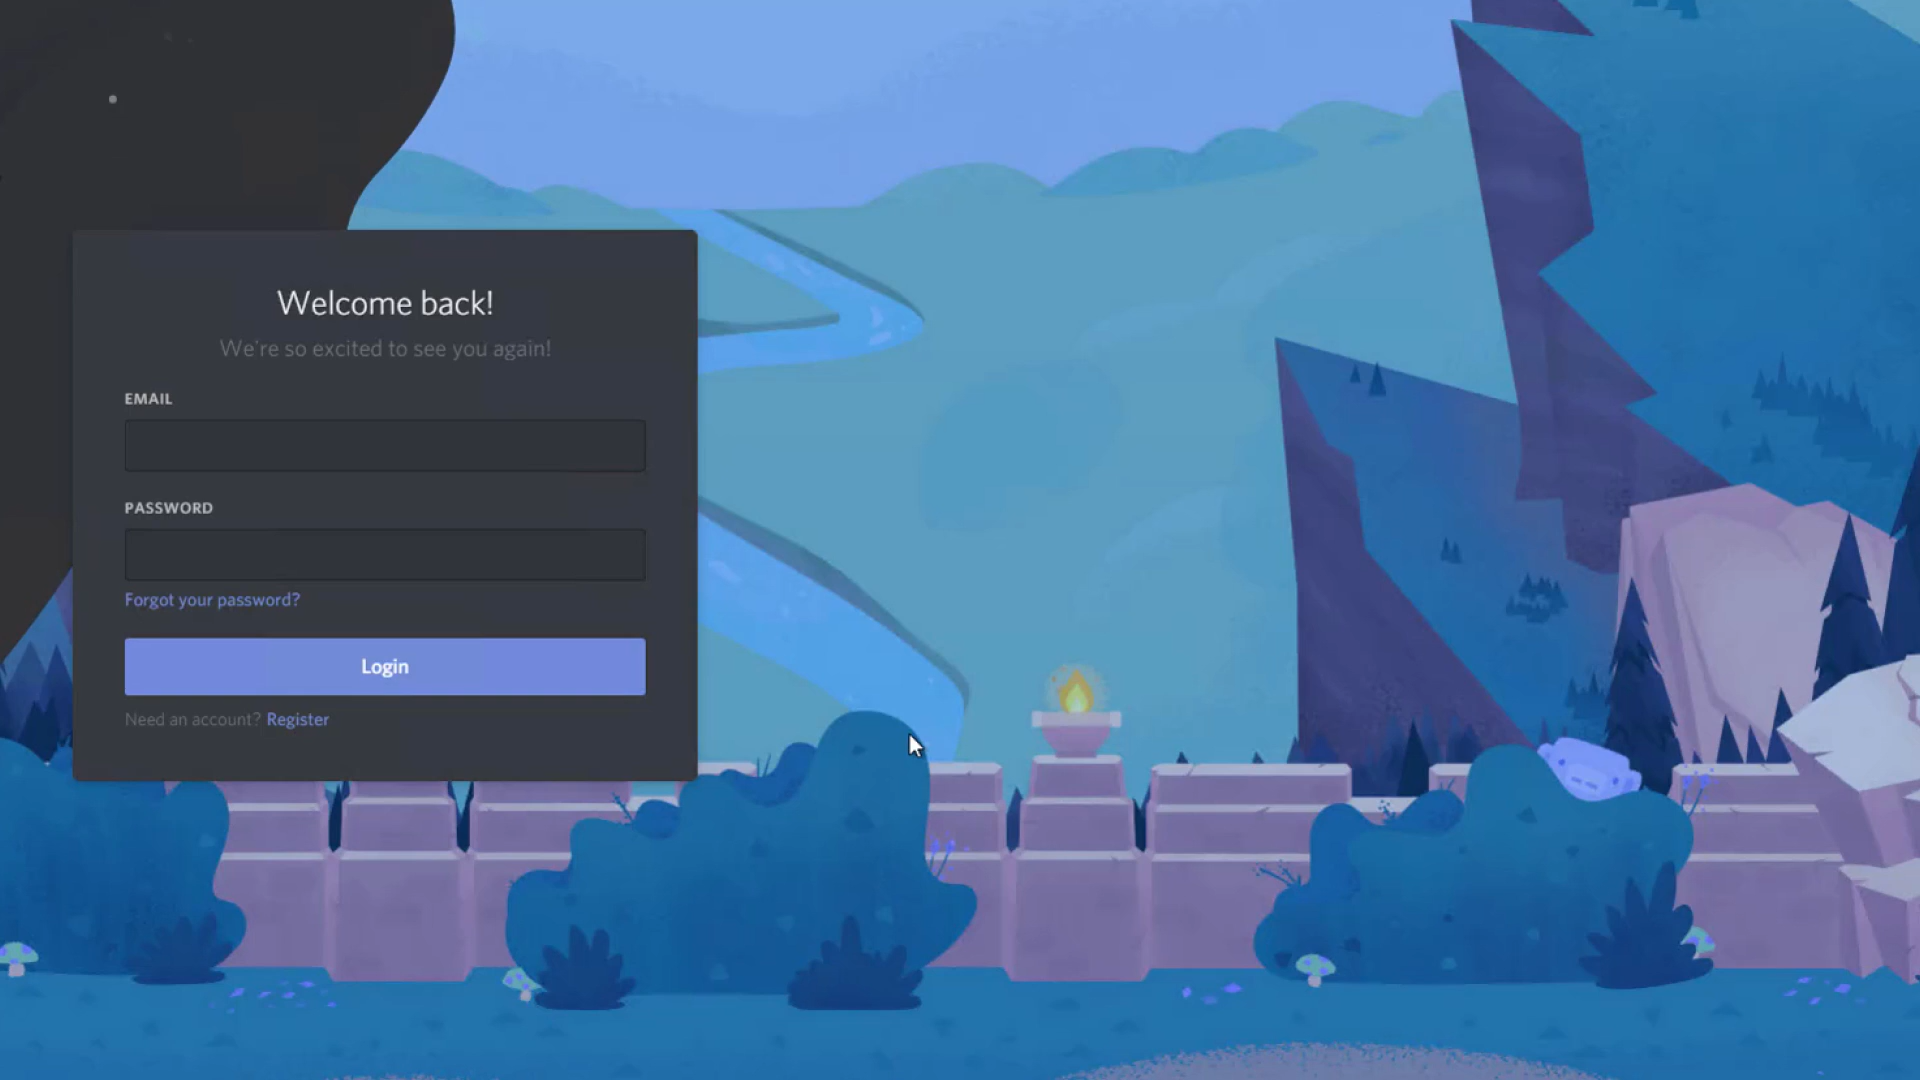 Welcome back!
We're so excited to see you again!
EMAIL
PASSWORD
Forgot your password?
Login
Need an account? Register